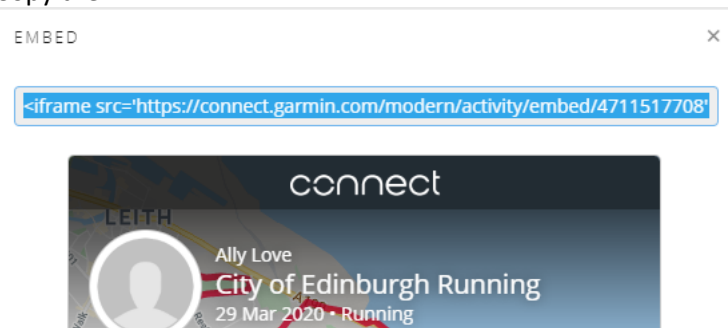 EMBED ×
<iframe src='https://connect.garmin.com/modern/activity/embed/4711517708'
connect
LEITH
Ally Love
City of Edinburgh Running
29 Mar 2020 • Running